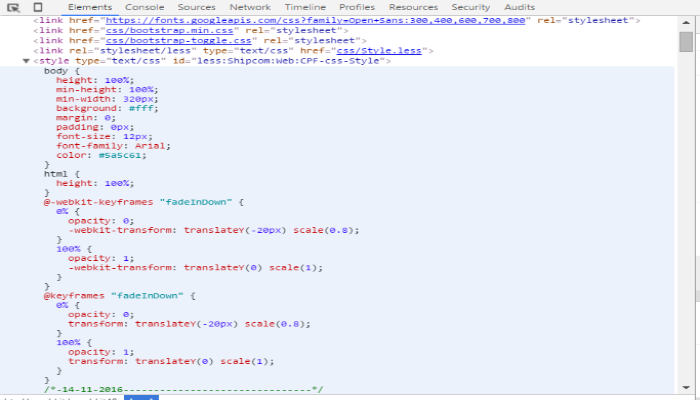 Elements Console Sources Network Timeline Profiles Resources Security Audits
<link href="https://fonts.googleapis.com/css?family=Open+Sans:300,400,600,700,800" rel="stylesheet">
<link href="css/bootstrap.min.css" rel="stylesheet">
<link href="css/bootstrap-toggle.css" rel="stylesheet">
<link rel="stylesheet/less" type="text/css" href="css/Style.less">
<style type="text/css" id="less:Shipcom:Web:CPF-css-Style">
body {
height: 100%;
min-height: 100%;
min-width: 320px;
background: #fff;
margin: 0;
padding: 0px;
font-size: 12px;
font-family: Arial;
color: #5a5c61;
}
html {
height: 100%;
}
@-webkit-keyframes "fadeInDown" {
0% {
opacity: 0;
-webkit-transform: translateY(-20px) scale(0.8);
}
100% {
opacity: 1;
-webkit-transform: translateY(0) scale(1);
}
}
@keyframes "fadeInDown" {
0% {
opacity: 0;
transform: translateY(-20px) scale(0.8);
}
100% {
opacity: 1;
transform: translateY(0) scale(1);
}
}
/*-14-11-2016-------------------------------*/